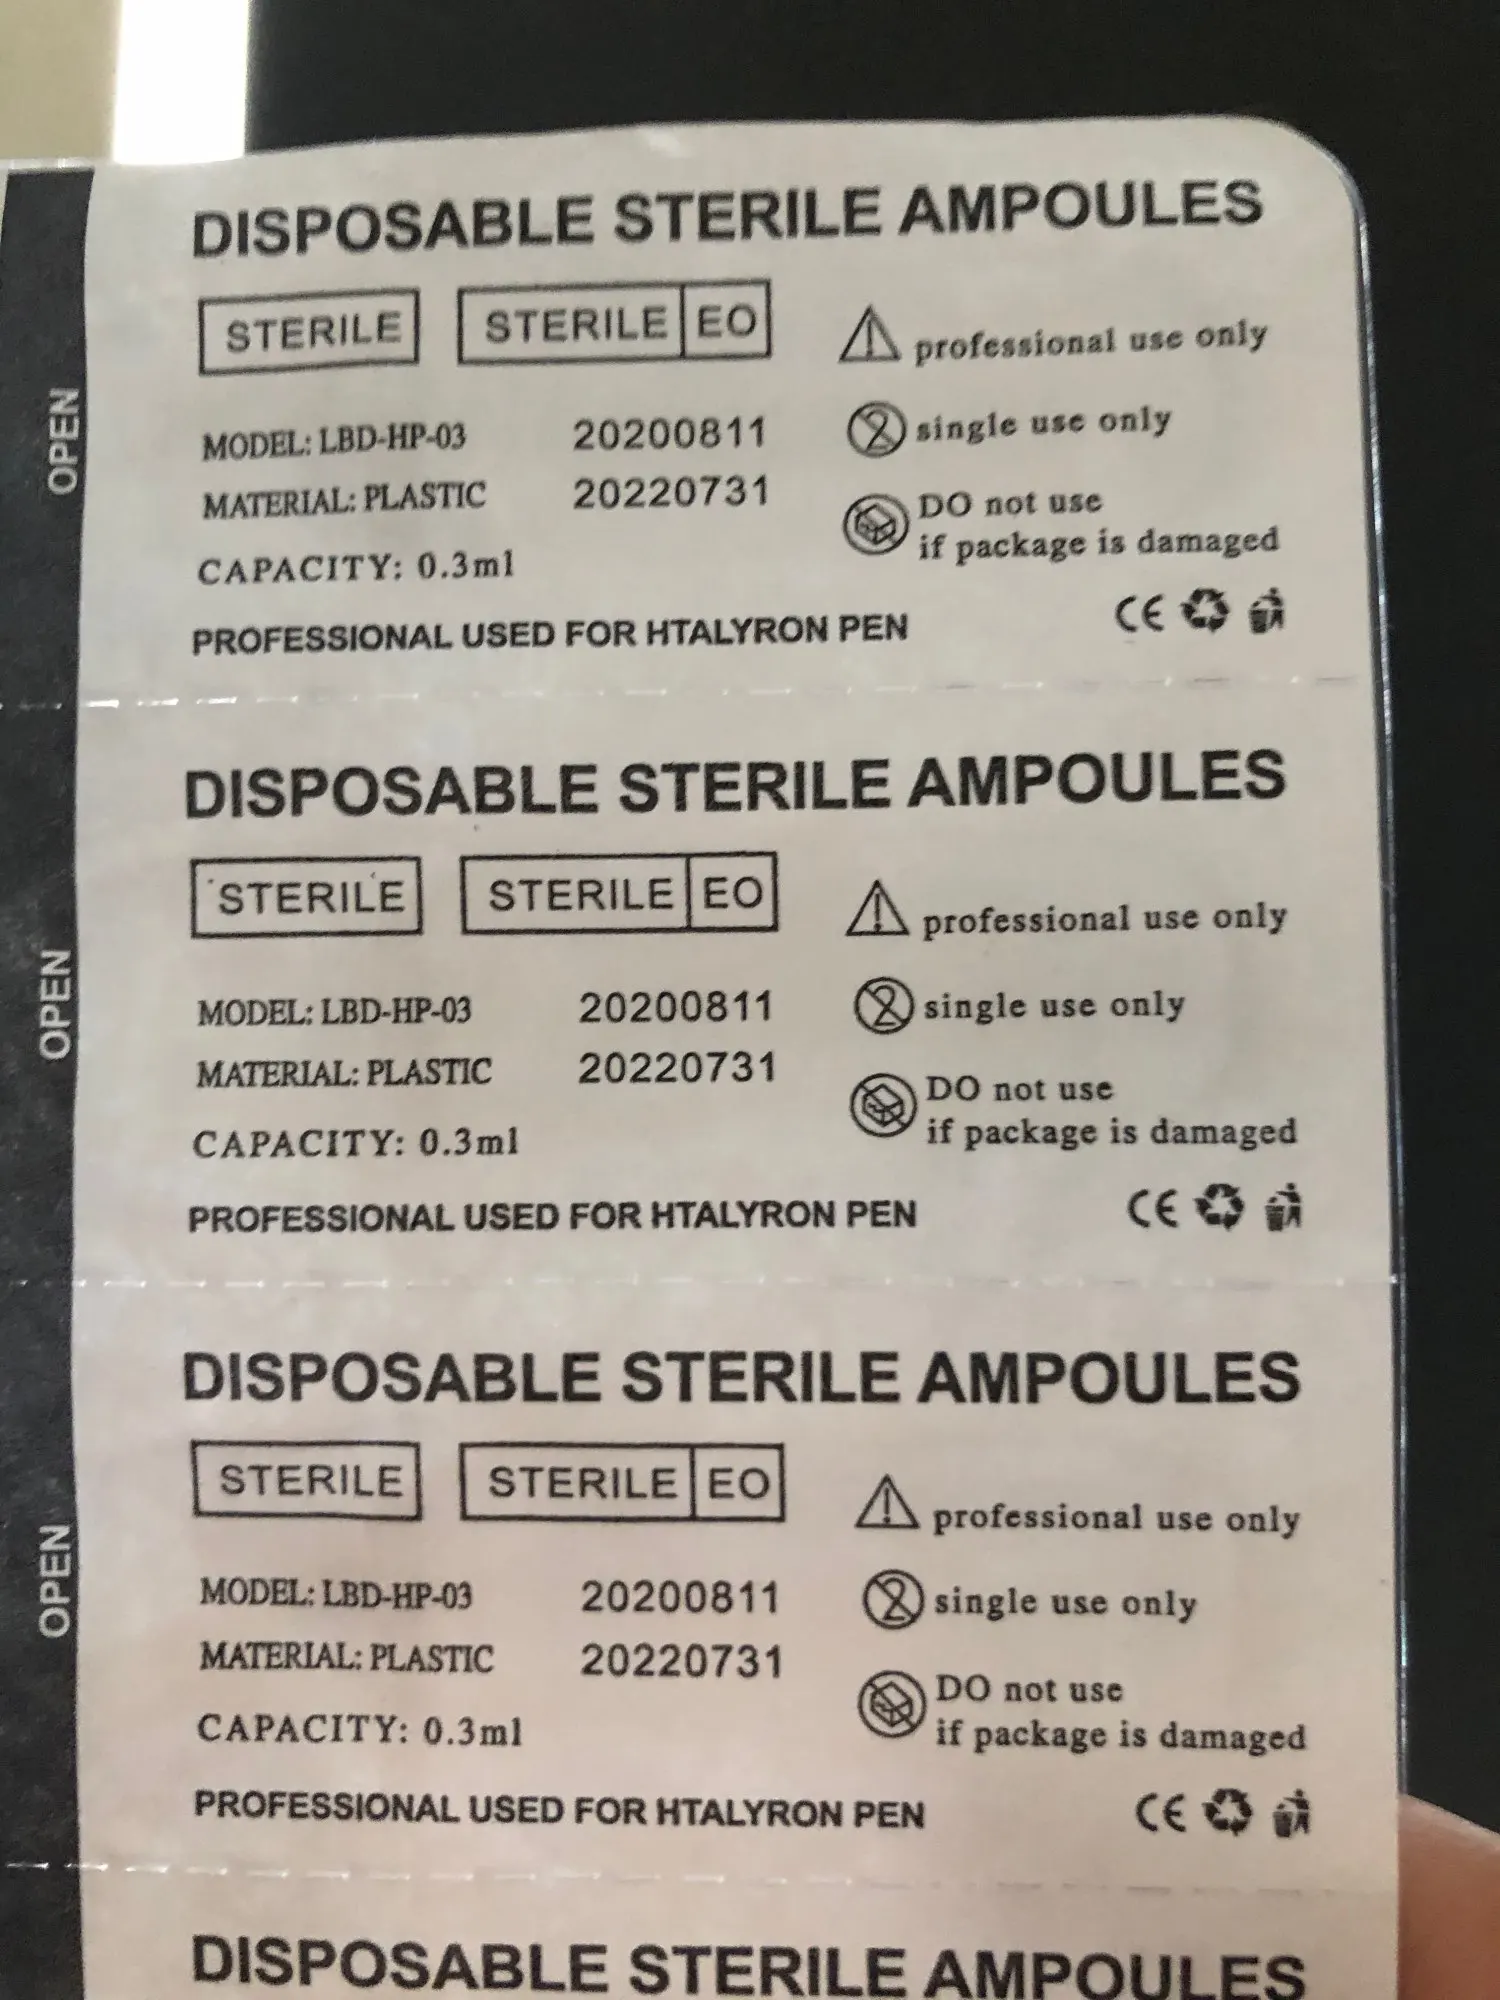 DISPOSABLE STERILE AMPOULES
STERILE STERILE EO
professional use only
MODEL: LBD-HP-03 20200811
single use only
MATERIAL: PLASTIC 20220731
DO not use
if package is damaged
CAPACITY: 0.3ml
PROFESSIONAL USED FOR HTALYRON PEN
CE
OPEN
DISPOSABLE STERILE AMPOULES
STERILE STERILE EO
professional use only
MODEL: LBD-HP-03 20200811
single use only
MATERIAL: PLASTIC 20220731
DO not use
if package is damaged
CAPACITY: 0.3ml
PROFESSIONAL USED FOR HTALYRON PEN
CE
OPEN
DISPOSABLE STERILE AMPOULES
STERILE STERILE EO
professional use only
MODEL: LBD-HP-03 20200811
single use only
MATERIAL: PLASTIC 20220731
DO not use
if package is damaged
CAPACITY: 0.3ml
PROFESSIONAL USED FOR HTALYRON PEN
CE
OPEN
DISPOSABLE STERILE AMPOULES